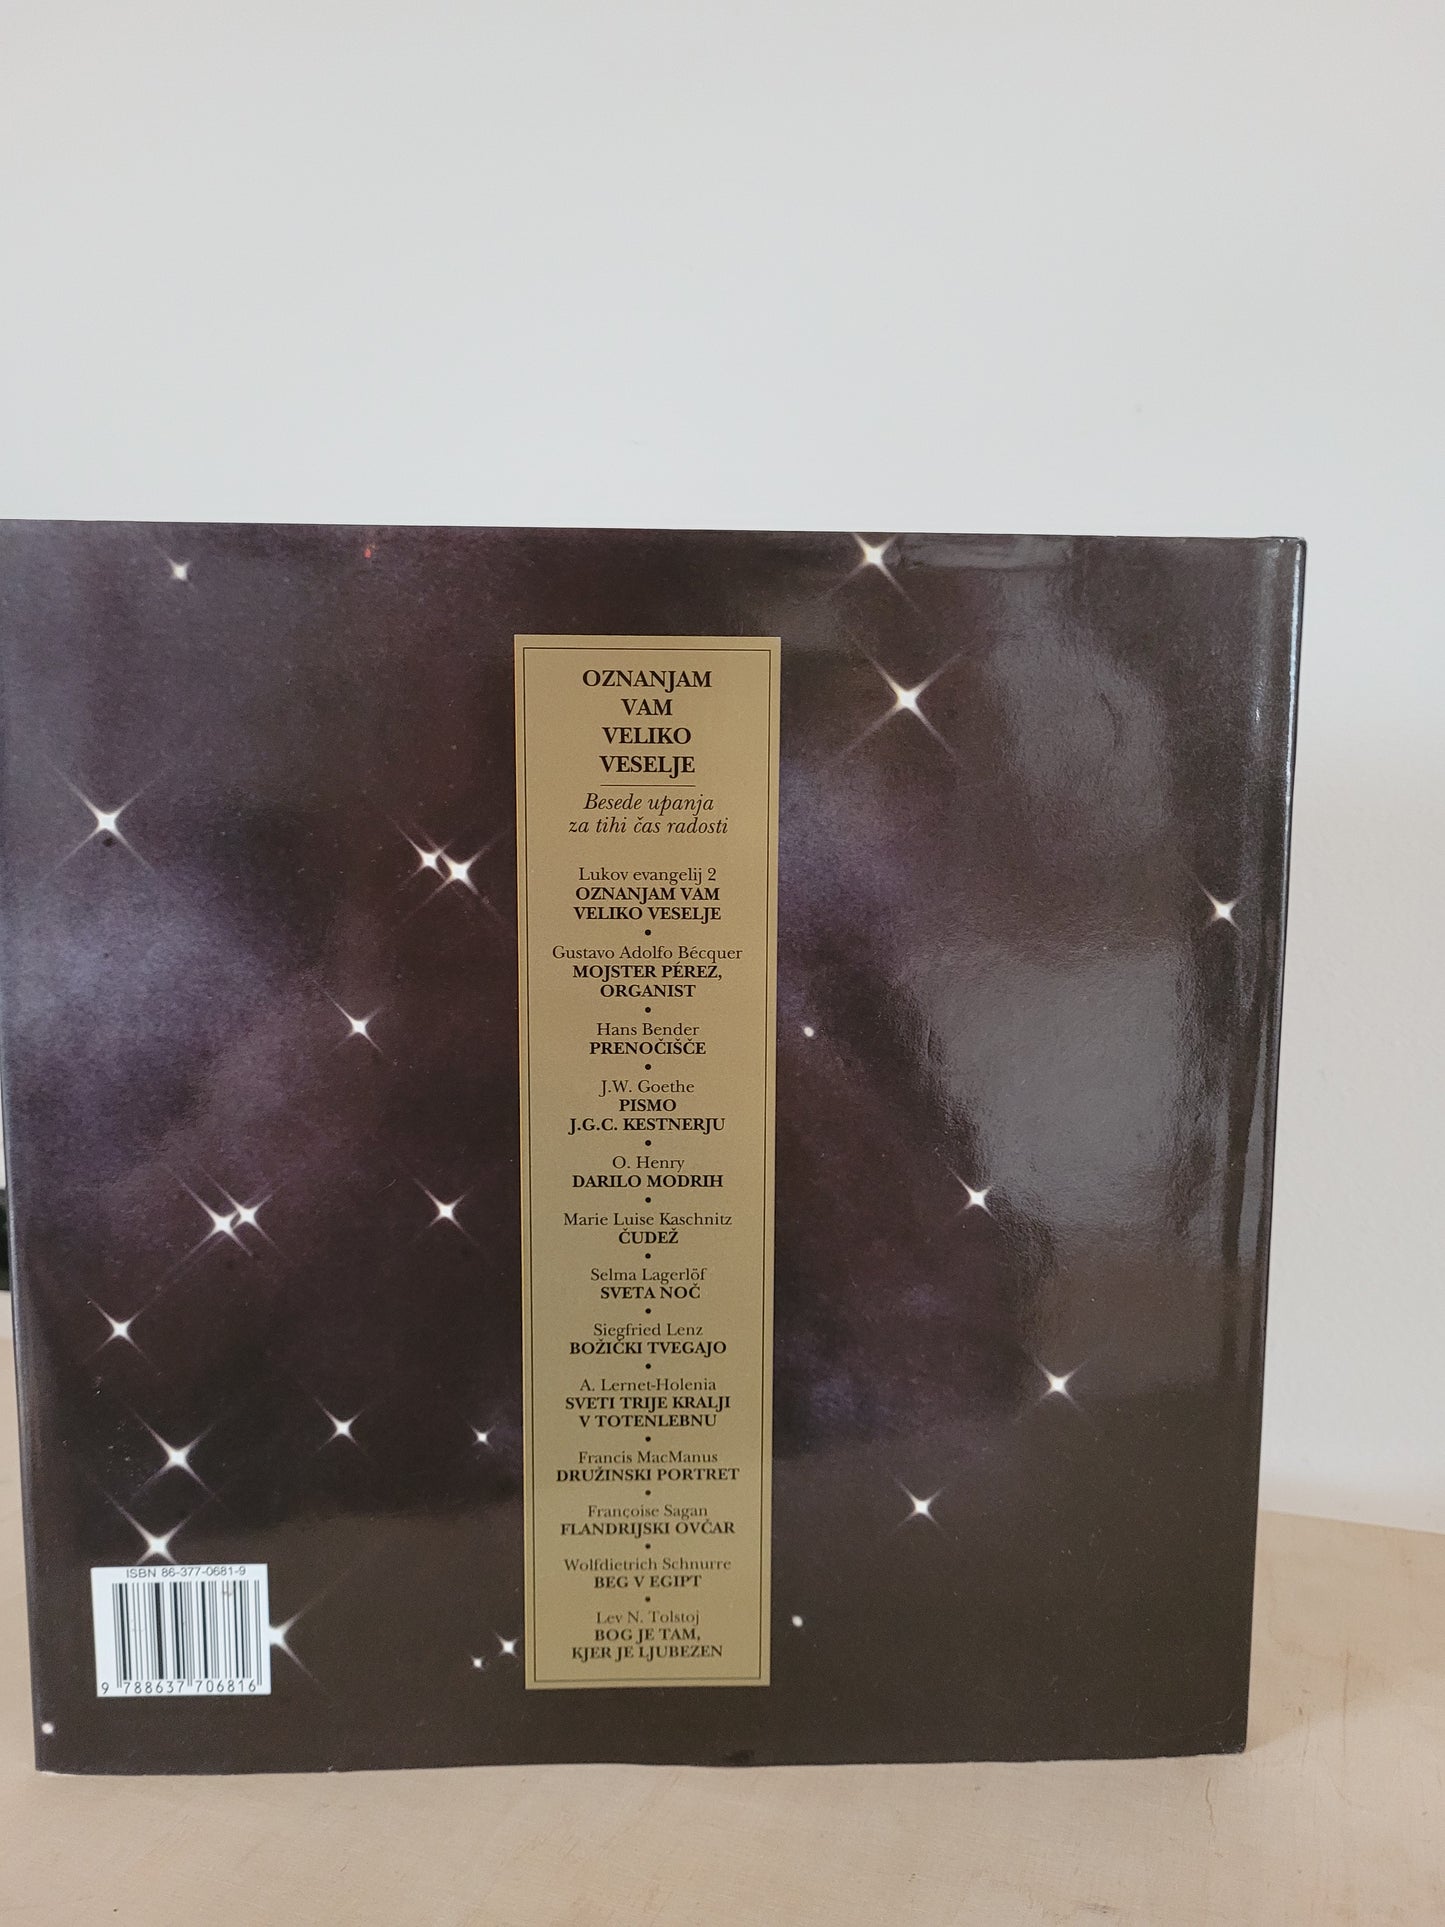 OZNANJAM
VAM
VELIKO
VESELJE
Besede upanja
za tihi čas radosti
Lukov evangelij 2
OZNANJAM VAM
VELIKO VESELJE
•
Gustavo Adolfo Bécquer
MOJSTER PÉREZ,
ORGANIST
•
Hans Bender
PRENOČIŠČE
•
J.W. Goethe
PISMO
J.G.C. KESTNERJU
•
O. Henry
DARILO MODRIH
•
Marie Luise Kaschnitz
ČUDEŽ
•
Selma Lagerlöf
SVETA NOČ
•
Siegfried Lenz
BOŽIČKI TVEGAJO
•
A. Lernet-Holenia
SVETI TRIJE KRALJI
V TOTENLEBNU
•
Francis MacManus
DRUŽINSKI PORTRET
•
Françoise Sagan
FLANDRIJSKI OVČAR
•
Wolfdietrich Schnurre
BEG V EGIPT
•
Lev N. Tolstoj
BOG JE TAM,
KJER JE LJUBEZEN
ISBN 86-377-0681-9
9 788637 706816